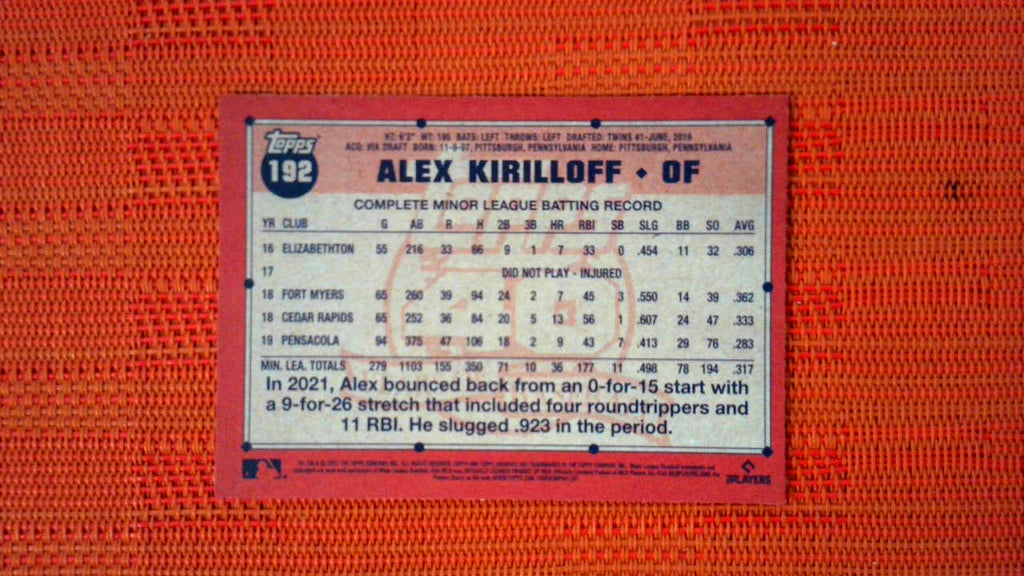 Topps
192
HT: 6'2" WT: 195 BATS: LEFT THROWS: LEFT DRAFTED: TWINS #1-JUNE, 2016
ACQ: VIA DRAFT BORN: 11-9-97, PITTSBURGH, PENNSYLVANIA HOME: PITTSBURGH, PENNSYLVANIA
ALEX KIRILLOFF ♦ OF
COMPLETE MINOR LEAGUE BATTING RECORD
YR CLUB G AB R H 2B 3B HR RBI SB SLG BB SO AVG
16 ELIZABETHTON 55 216 33 66 9 1 7 33 0 .454 11 32 .306
17 DID NOT PLAY - INJURED
18 FORT MYERS 65 260 39 94 24 2 7 45 3 .550 14 39 .362
18 CEDAR RAPIDS 65 252 36 84 20 5 13 56 1 .607 24 47 .333
19 PENSACOLA 94 375 47 106 18 2 9 43 7 .413 29 76 .283
MIN. LEA. TOTALS 279 1103 155 350 71 10 36 177 11 .498 78 194 .317
In 2021, Alex bounced back from an 0-for-15 start with
a 9-for-26 stretch that included four roundtrippers and
11 RBI. He slugged .923 in the period.
PLAYERS